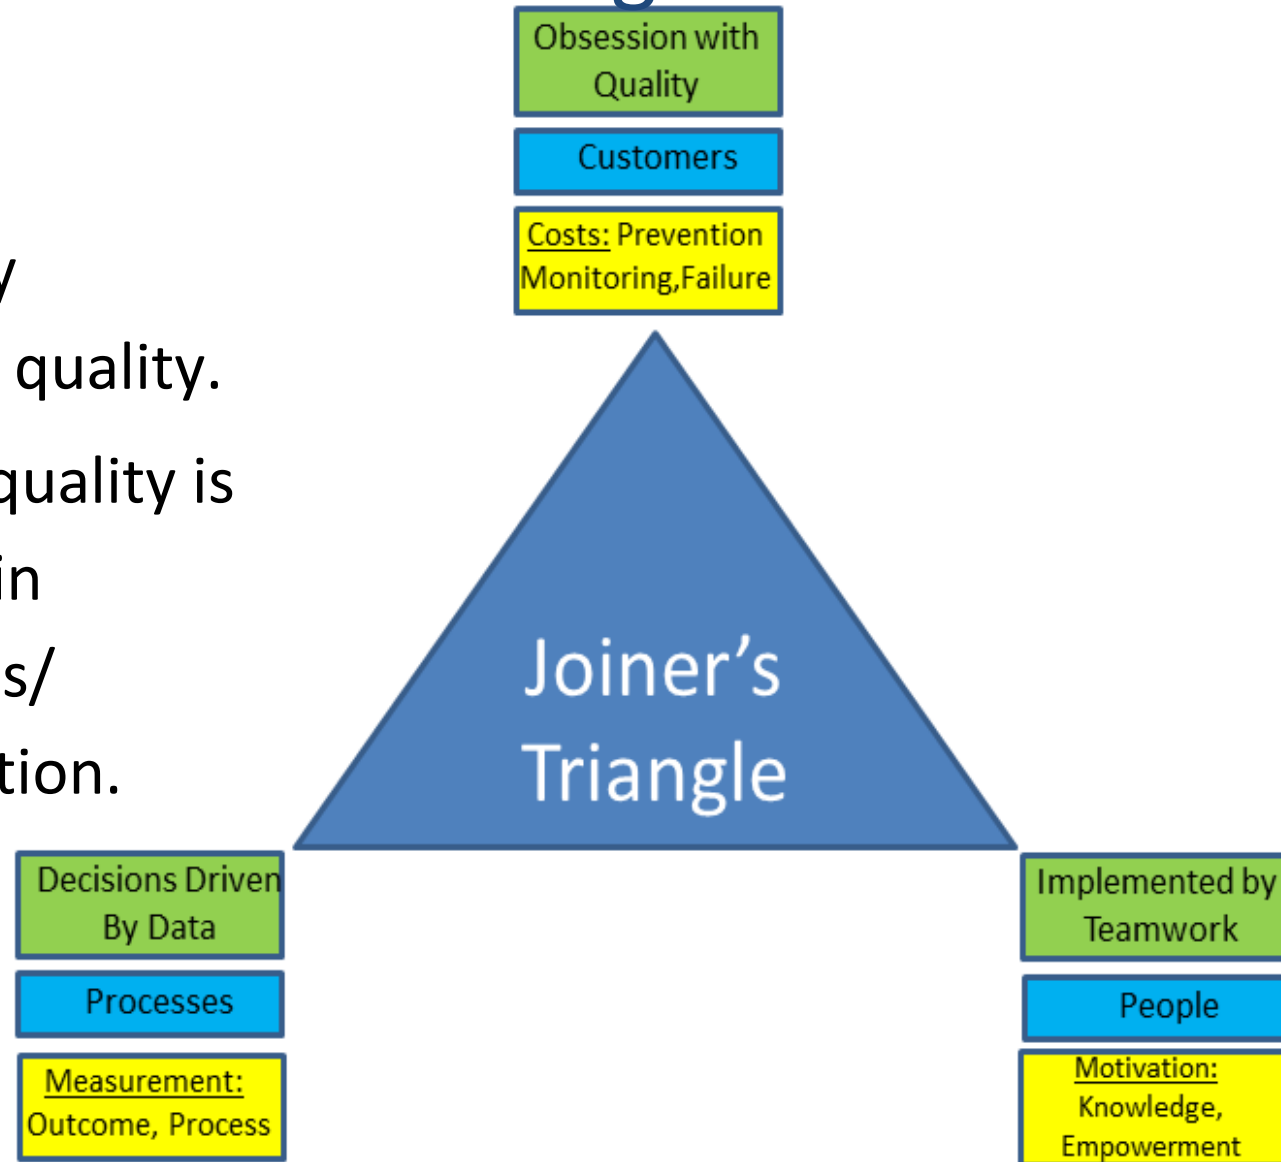 Obsession with
Quality
Customers
Costs: Prevention
Monitoring,Failure
quality.
quality is
in
s/
tion.
Joiner’s
Triangle
Decisions Driven
By Data
Processes
Measurement:
Outcome, Process
Implemented by
Teamwork
People
Motivation:
Knowledge,
Empowerment